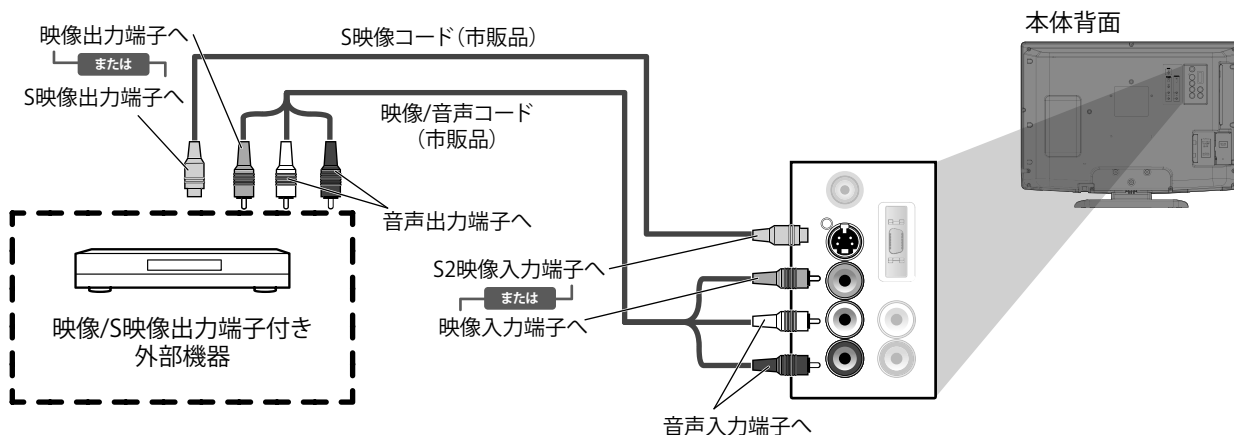 本体背面
映像出力端子へ
または
S映像出力端子へ
S映像コード（市販品）
映像/音声コード
（市販品）
音声出力端子へ
S2映像入力端子へ
または
映像入力端子へ
映像/S映像出力端子付き
外部機器
音声入力端子へ